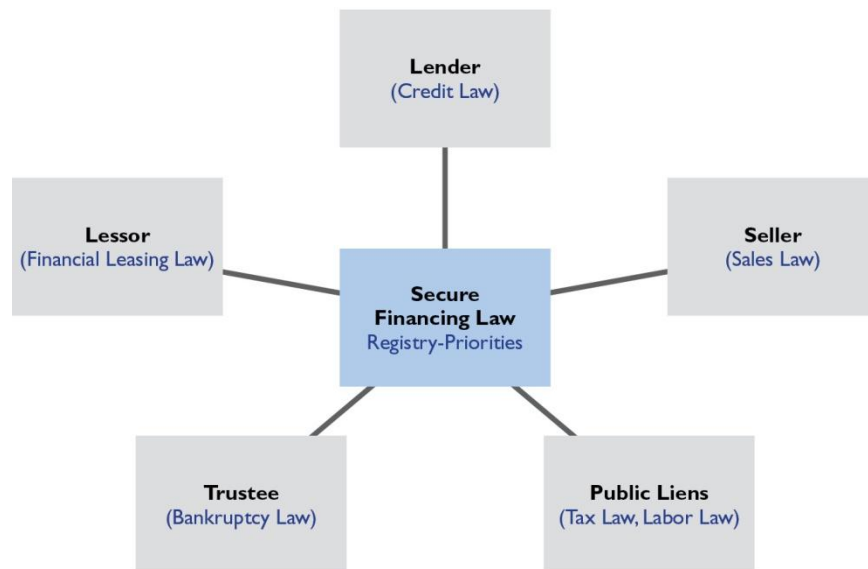 Lender
(Credit Law)
Lessor
(Financial Leasing Law)
Seller
(Sales Law)
Secure
Financing Law
Registry-Priorities
Trustee
(Bankruptcy Law)
Public Liens
(Tax Law, Labor Law)